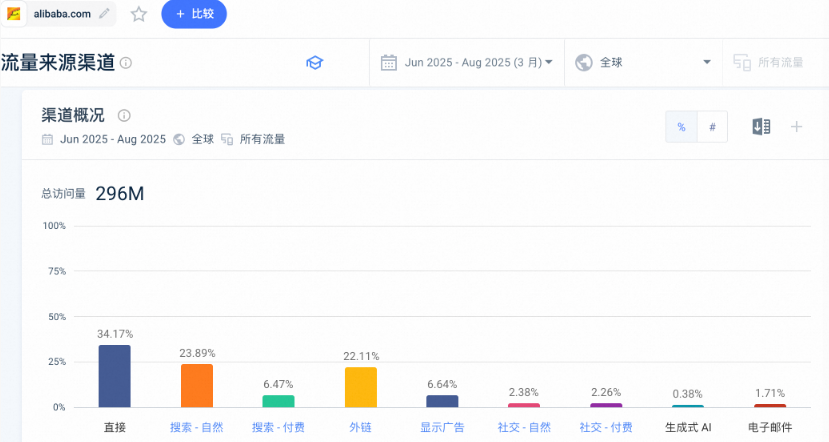 alibaba.com
+ 比较
流量来源渠道
Jun 2025 - Aug 2025 (3 月)
全球
所有流量
渠道概况
Jun 2025 - Aug 2025 全球 所有流量
% #
总访问量 296M
100%
75%
50%
25%
0%
34.17% 23.89% 6.47% 22.11% 6.64% 2.38% 2.26% 0.38% 1.71%
直接 搜索 - 自然 搜索 - 付费 外链 显示广告 社交 - 自然 社交 - 付费 生成式 AI 电子邮件